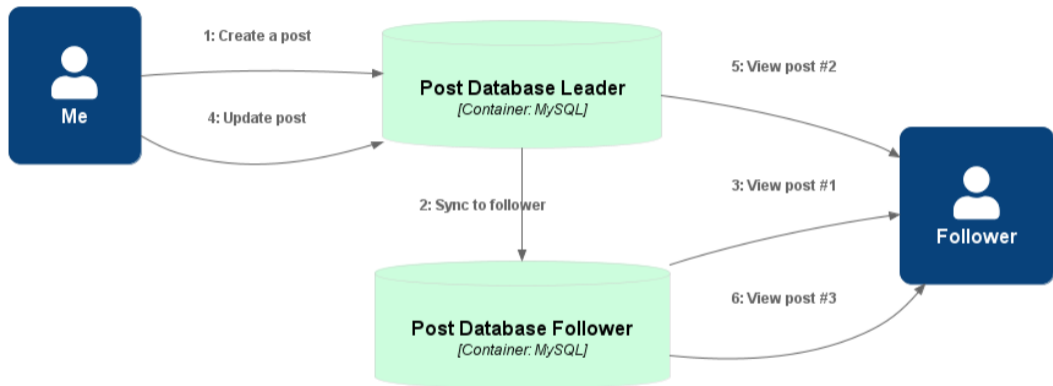 1: Create a post
Me
4: Update post
Post Database Leader
[Container: MySQL]
5: View post #2
2: Sync to follower
3: View post #1
Follower
Post Database Follower
[Container: MySQL]
6: View post #3